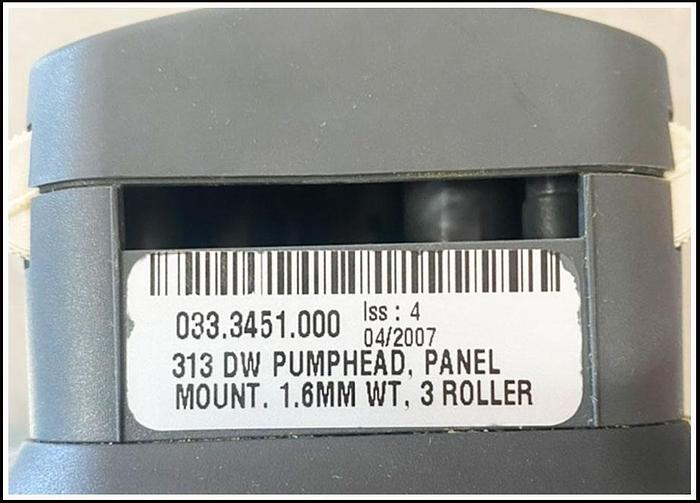 033.3451.000 Iss : 4
04/2007
313 DW PUMPHEAD, PANEL
MOUNT. 1.6MM WT, 3 ROLLER